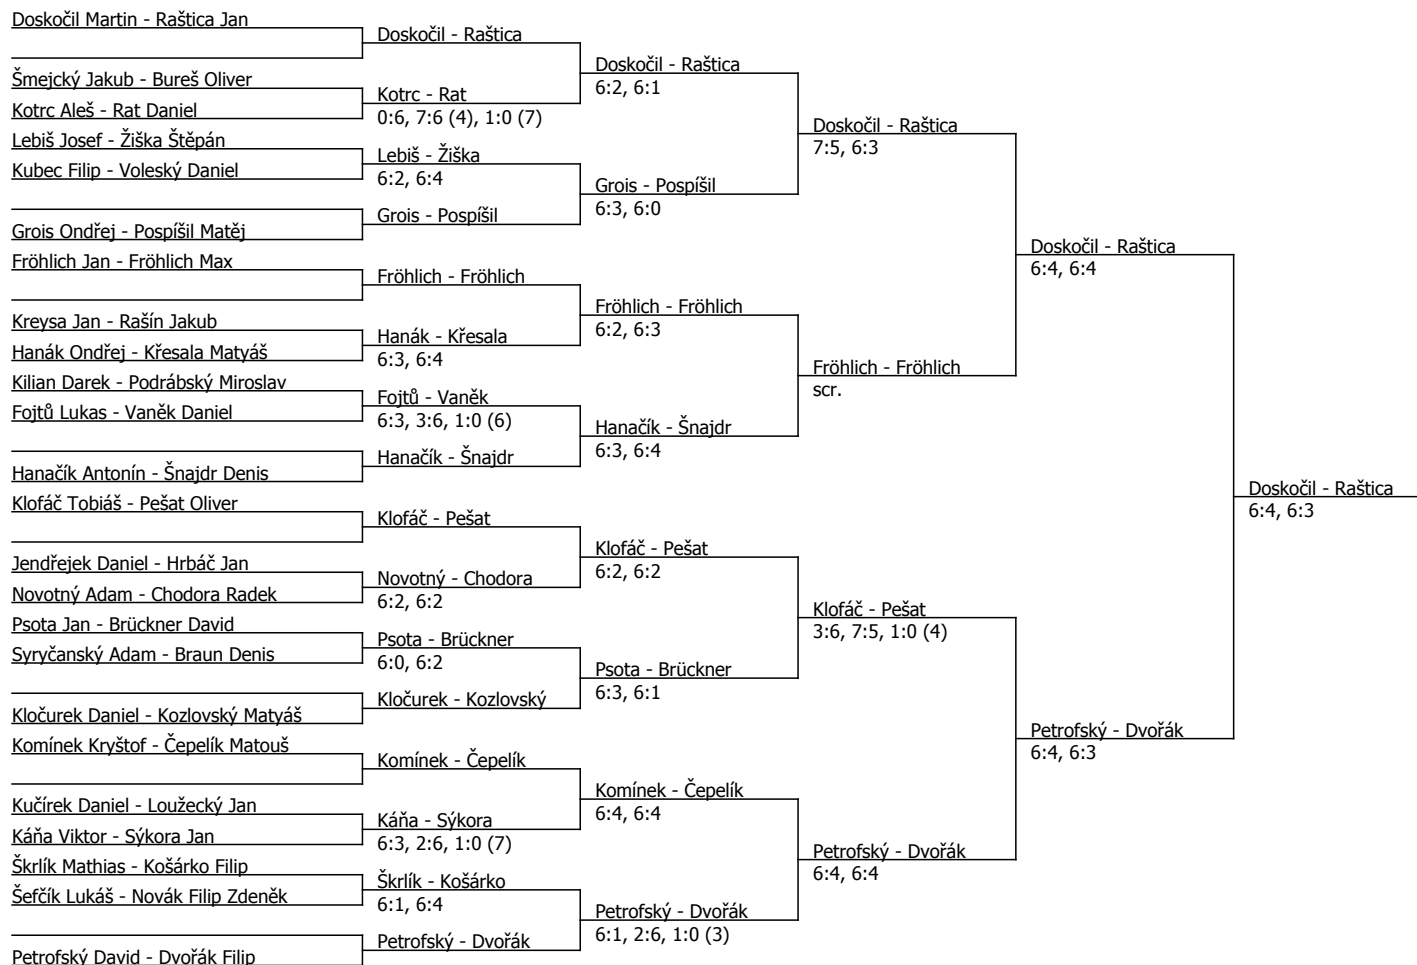 Doskočil Martin - Raštica Jan
Šmejcký Jakub - Bureš Oliver
Kotrc Aleš - Rat Daniel
Lebiš Josef - Žiška Štěpán
Kubec Filip - Voleský Daniel
Grois Ondřej - Pospíšil Matěj
Fröhlich Jan - Fröhlich Max
Kreysa Jan - Rašín Jakub
Hanák Ondřej - Křesala Matyáš
Kilian Darek - Podrábský Miroslav
Fojtů Lukas - Vaněk Daniel
Hanačík Antonín - Šnajdr Denis
Klofáč Tobiáš - Pešat Oliver
Jendřejek Daniel - Hrbáč Jan
Novotný Adam - Chodora Radek
Psota Jan - Brückner David
Syryčanský Adam - Braun Denis
Kločurek Daniel - Kozlovský Matyáš
Komínek Kryštof - Čepelík Matouš
Kučírek Daniel - Loužecký Jan
Káňa Viktor - Sýkora Jan
Škrlík Mathias - Košárko Filip
Šefčík Lukáš - Novák Filip Zdeněk
Petrofský David - Dvořák Filip
Doskočil - Raštica
Kotrc - Rat
0:6, 7:6 (4), 1:0 (7)
Lebiš - Žiška
6:2, 6:4
Grois - Pospíšil
Fröhlich - Fröhlich
Hanák - Křesala
6:3, 6:4
Fojtů - Vaněk
6:3, 3:6, 1:0 (6)
Hanačík - Šnajdr
Klofáč - Pešat
Novotný - Chodora
6:2, 6:2
Psota - Brückner
6:0, 6:2
Kločurek - Kozlovský
Komínek - Čepelík
Káňa - Sýkora
6:3, 2:6, 1:0 (7)
Škrlík - Košárko
6:1, 6:4
Petrofský - Dvořák
Doskočil - Raštica
6:2, 6:1
Grois - Pospíšil
6:3, 6:0
Fröhlich - Fröhlich
6:2, 6:3
Hanačík - Šnajdr
6:3, 6:4
Klofáč - Pešat
6:2, 6:2
Psota - Brückner
6:3, 6:1
Komínek - Čepelík
6:4, 6:4
Petrofský - Dvořák
6:1, 2:6, 1:0 (3)
Doskočil - Raštica
7:5, 6:3
Fröhlich - Fröhlich
scr.
Klofáč - Pešat
3:6, 7:5, 1:0 (4)
Petrofský - Dvořák
6:4, 6:4
Doskočil - Raštica
6:4, 6:4
Petrofský - Dvořák
6:4, 6:3
Doskočil - Raštica
6:4, 6:3